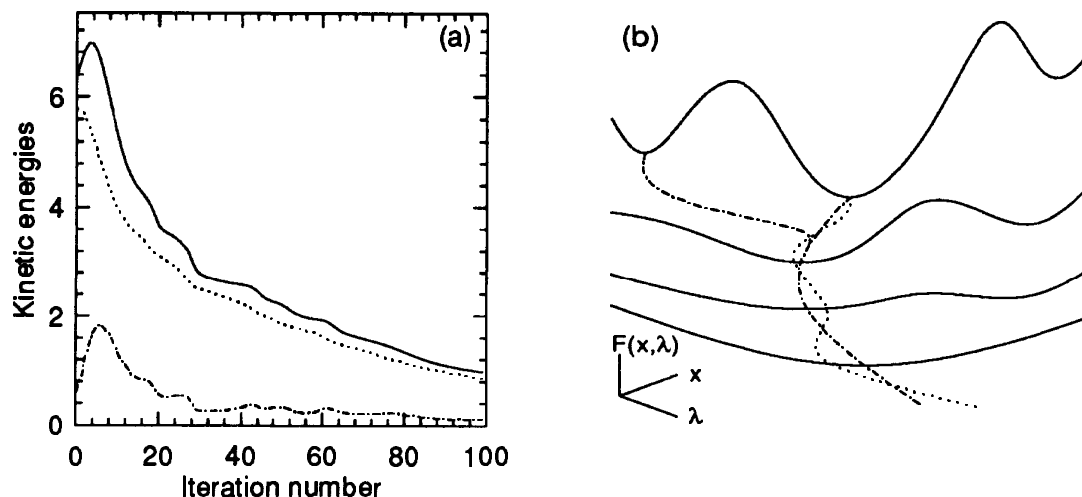 (a)
Kinetic energies
6
4
2
0
0 20 40 60 80 100
Iteration number
(b)
F(x,λ)
x
λ